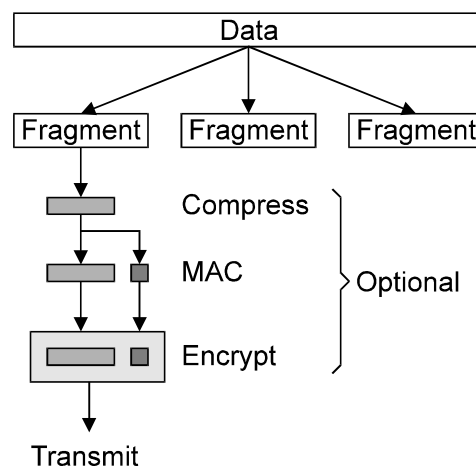 Data
Fragment Fragment Fragment
Compress
MAC
Optional
Encrypt
Transmit